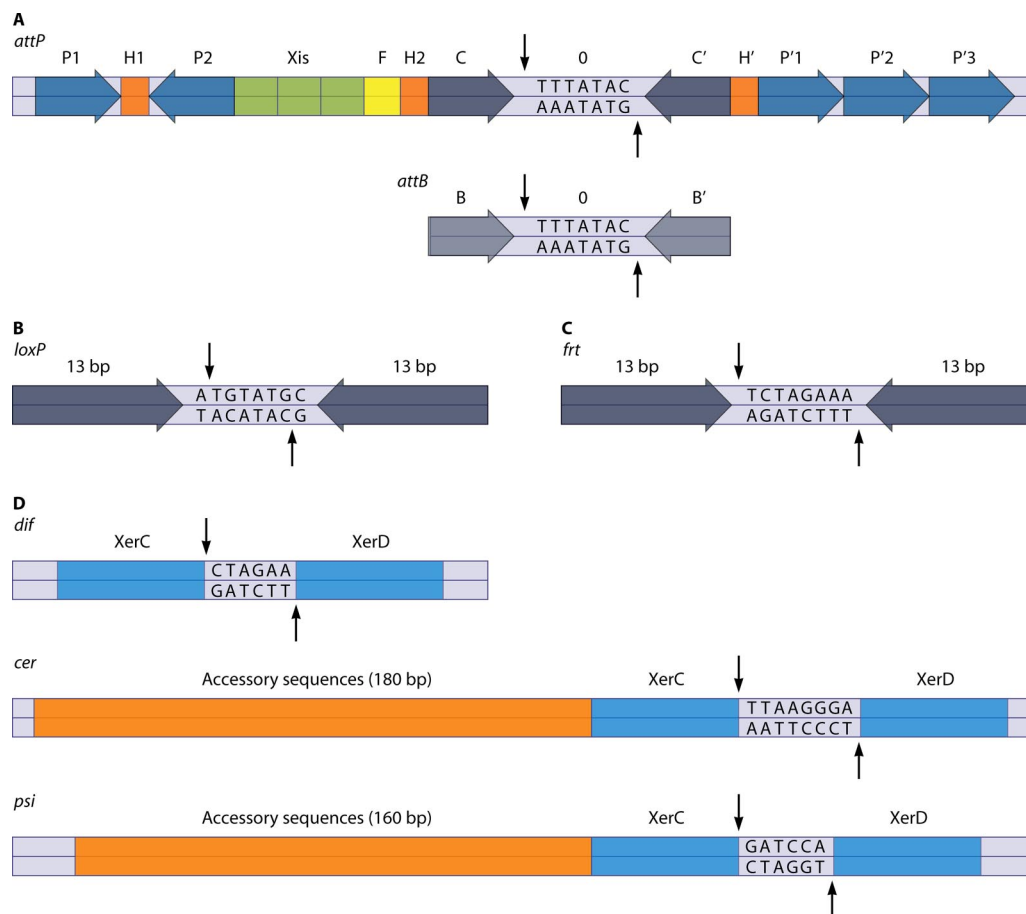 A
attP
P1 H1 P2 Xis F H2 C 0 C′ H′ P′1 P′2 P′3
TTTATAC
AAATATG
attB
B 0 B′
TTTATAC
AAATATG
B
loxP
13 bp 13 bp
ATGTATGC
TACATACG
C
frt
13 bp 13 bp
TCTAGAAA
AGATCTTT
D
dif
XerC XerD
CTAGAA
GATCTT
cer
Accessory sequences (180 bp) XerC XerD
TTAAGGGA
AATTCCCT
psi
Accessory sequences (160 bp) XerC XerD
GATCCA
CTAGGT